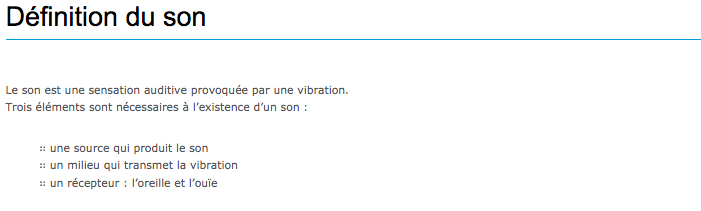 Définition du son
Le son est une sensation auditive provoquée par une vibration.
Trois éléments sont nécessaires à l'existence d'un son :
:: une source qui produit le son
:: un milieu qui transmet la vibration
:: un récepteur : l'oreille et l'ouïe